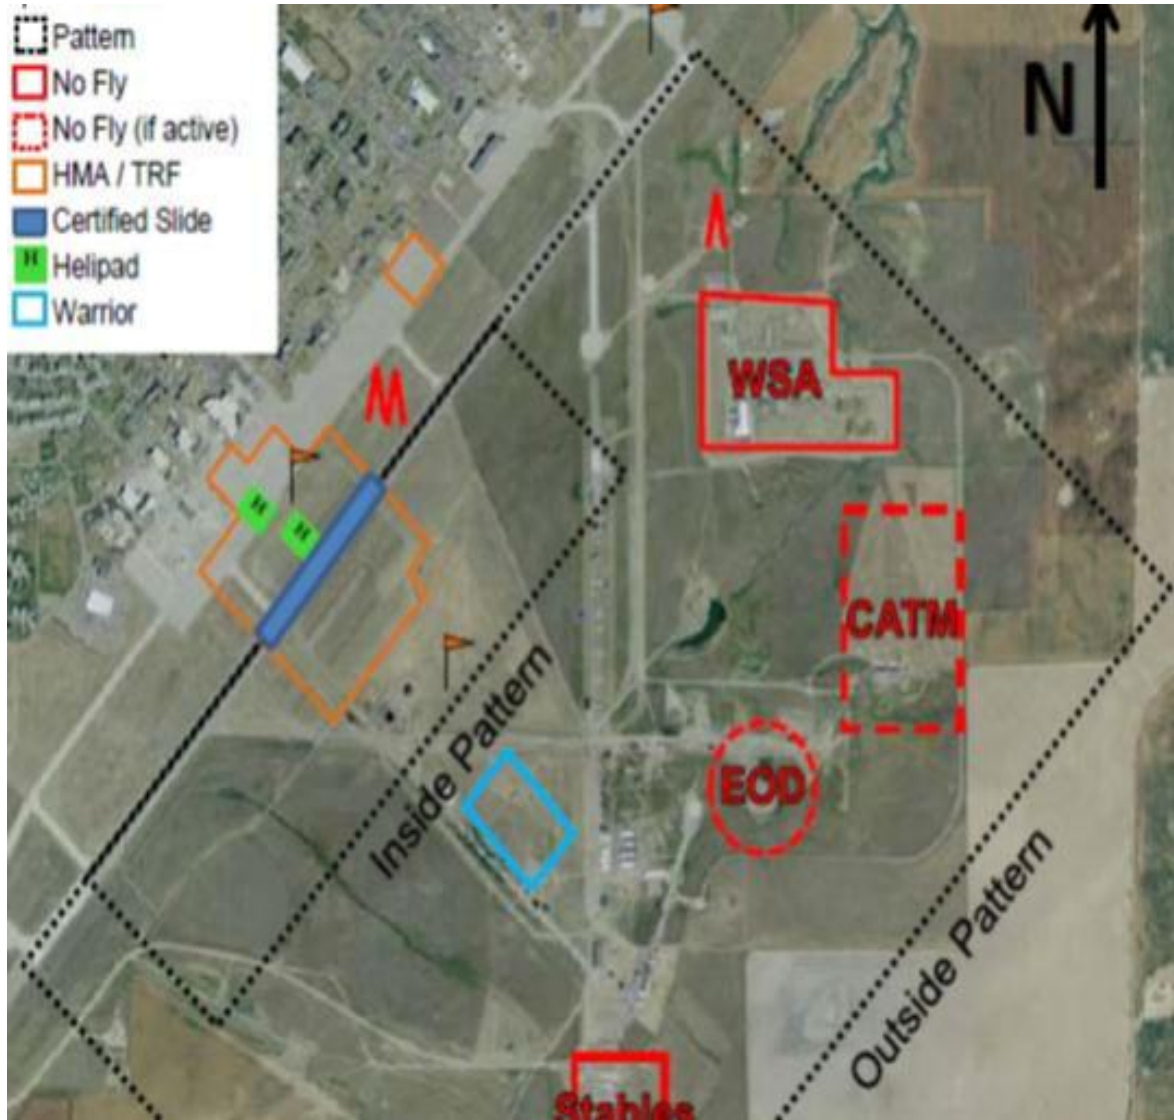 Pattern
No Fly
No Fly (if active)
HMA / TRF
Certified Slide
H
Helipad
Warrior
N
WSA
H
H
CATM
Inside Pattern
EOD
Outside Pattern
Stables